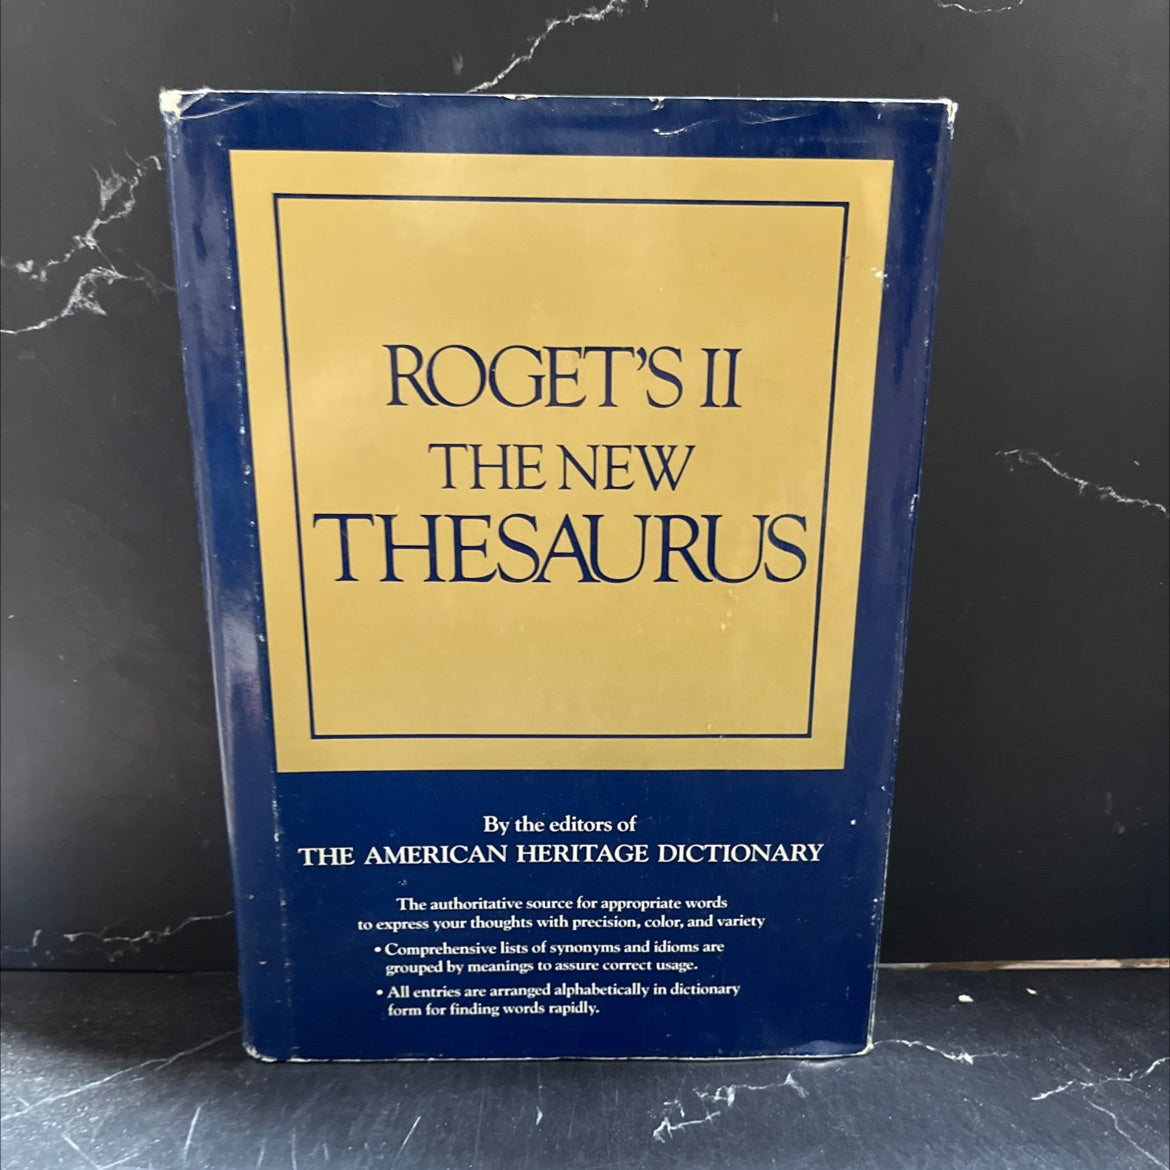 ROGET'S II
THE NEW
THESAURUS
By the editors of
THE AMERICAN HERITAGE DICTIONARY
The authoritative source for appropriate words
to express your thoughts with precision, color, and variety
• Comprehensive lists of synonyms and idioms are
grouped by meanings to assure correct usage.
• All entries are arranged alphabetically in dictionary
form for finding words rapidly.